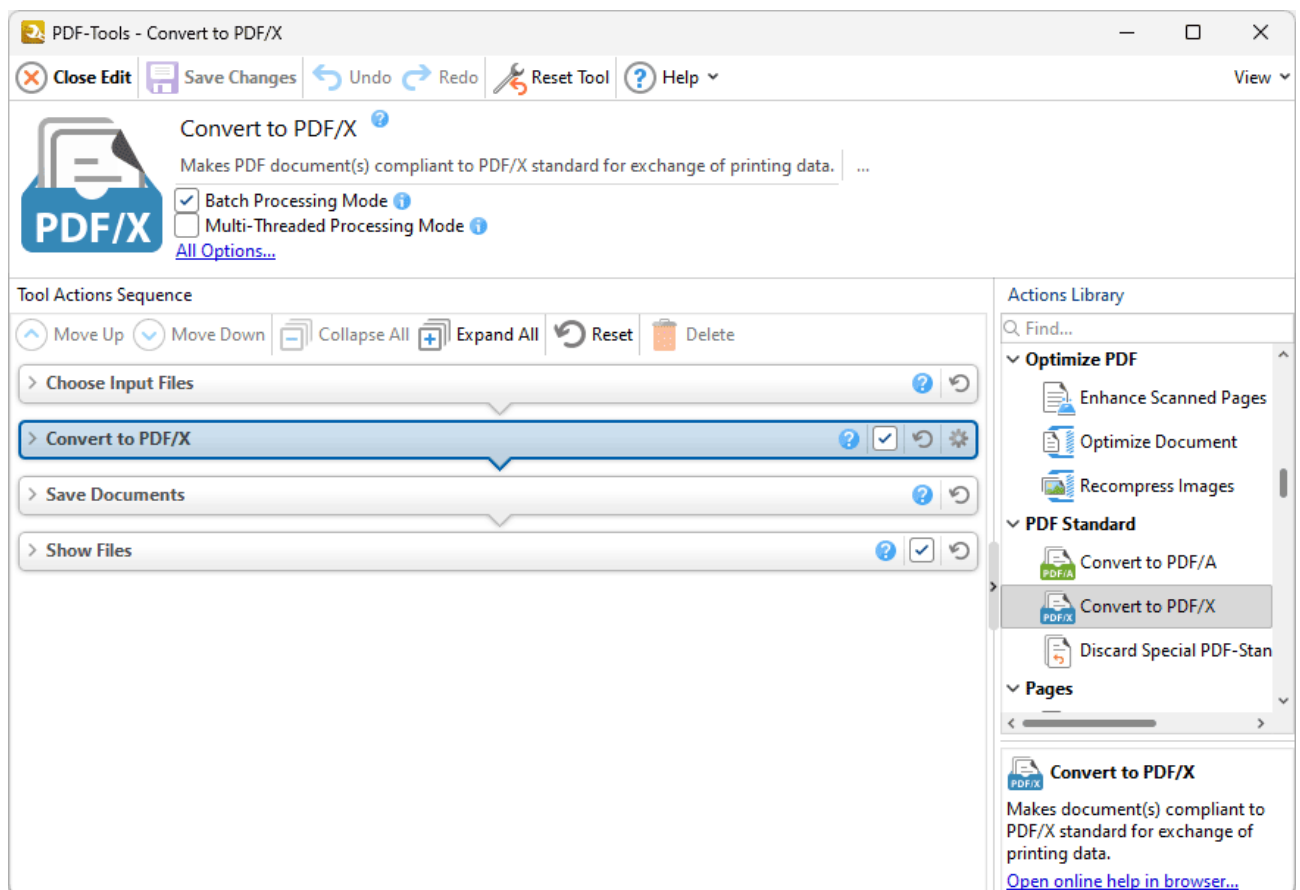 PDF-Tools - Convert to PDF/X
Close Edit Save Changes Undo Redo Reset Tool Help View
Convert to PDF/X
Makes PDF document(s) compliant to PDF/X standard for exchange of printing data. ...
PDF/X
Batch Processing Mode
Multi-Threaded Processing Mode
All Options...
Tool Actions Sequence
Move Up Move Down Collapse All Expand All Reset Delete
Choose Input Files
Convert to PDF/X
Save Documents
Show Files
Actions Library
Find...
Optimize PDF
Enhance Scanned Pages
Optimize Document
Recompress Images
PDF Standard
PDF/A Convert to PDF/A
PDF/X Convert to PDF/X
Discard Special PDF-Stan
Pages
PDF/X Convert to PDF/X
Makes document(s) compliant to
PDF/X standard for exchange of
printing data.
Open online help in browser...